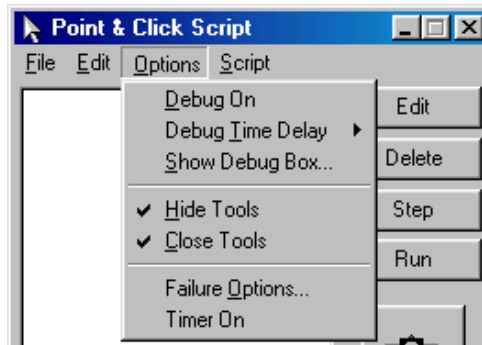 Point & Click Script
File Edit Options Script
Debug On
Debug Time Delay
Show Debug Box...
Hide Tools
Close Tools
Failure Options...
Timer On
Edit
Delete
Step
Run